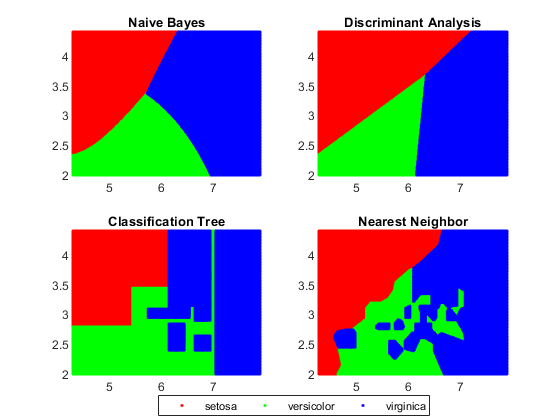 Naive Bayes
4
3.5
3
2.5
2
5 6 7
Discriminant Analysis
4
3.5
3
2.5
2
5 6 7
Classification Tree
4
3.5
3
2.5
2
5 6 7
Nearest Neighbor
4
3.5
3
2.5
2
5 6 7
setosa versicolor virginica